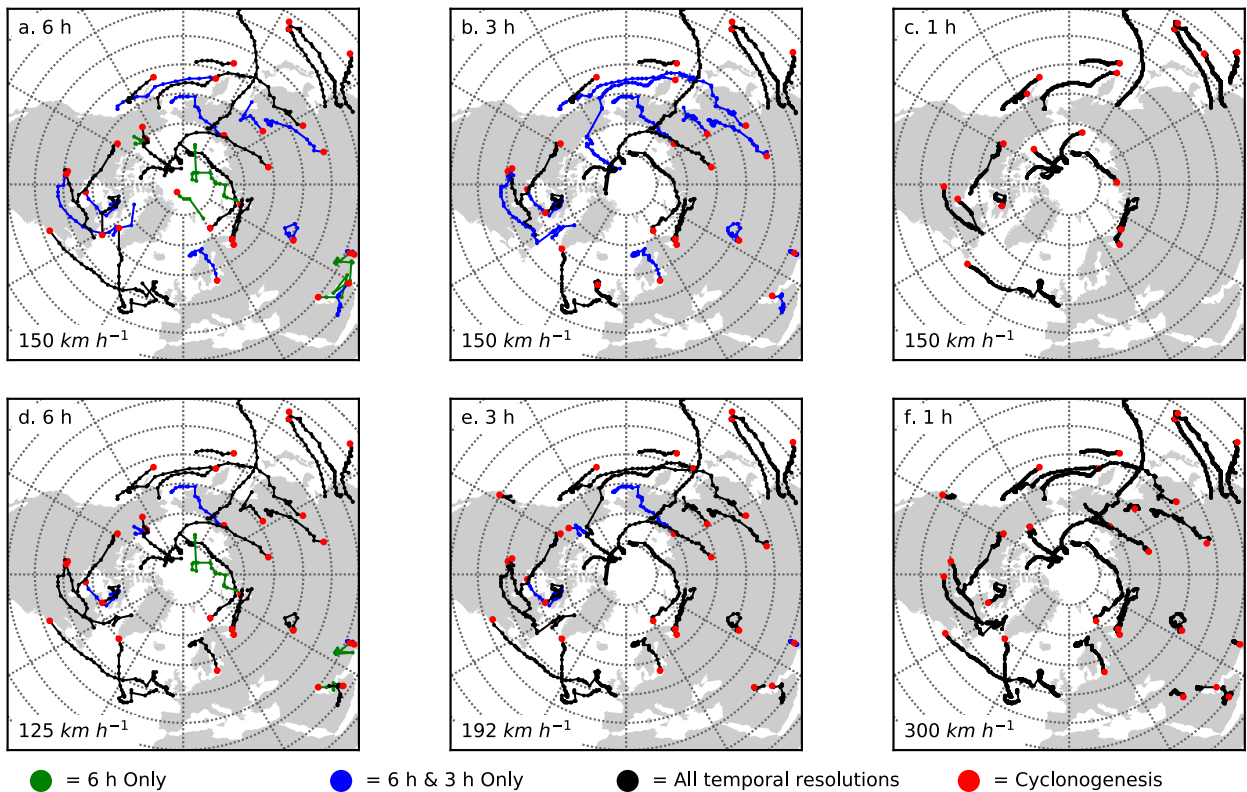 a. 6 h
b. 3 h
c. 1 h
150 km h⁻¹
150 km h⁻¹
150 km h⁻¹
d. 6 h
e. 3 h
f. 1 h
125 km h⁻¹
192 km h⁻¹
300 km h⁻¹
= 6 h Only
= 6 h & 3 h Only
= All temporal resolutions
= Cyclonogenesis